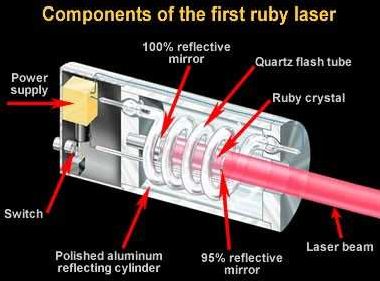 Components of the first ruby laser
100% reflective
mirror
Quartz flash tube
Power
supply
Ruby crystal
Switch
Polished aluminum
reflecting cylinder
95% reflective
mirror
Laser beam